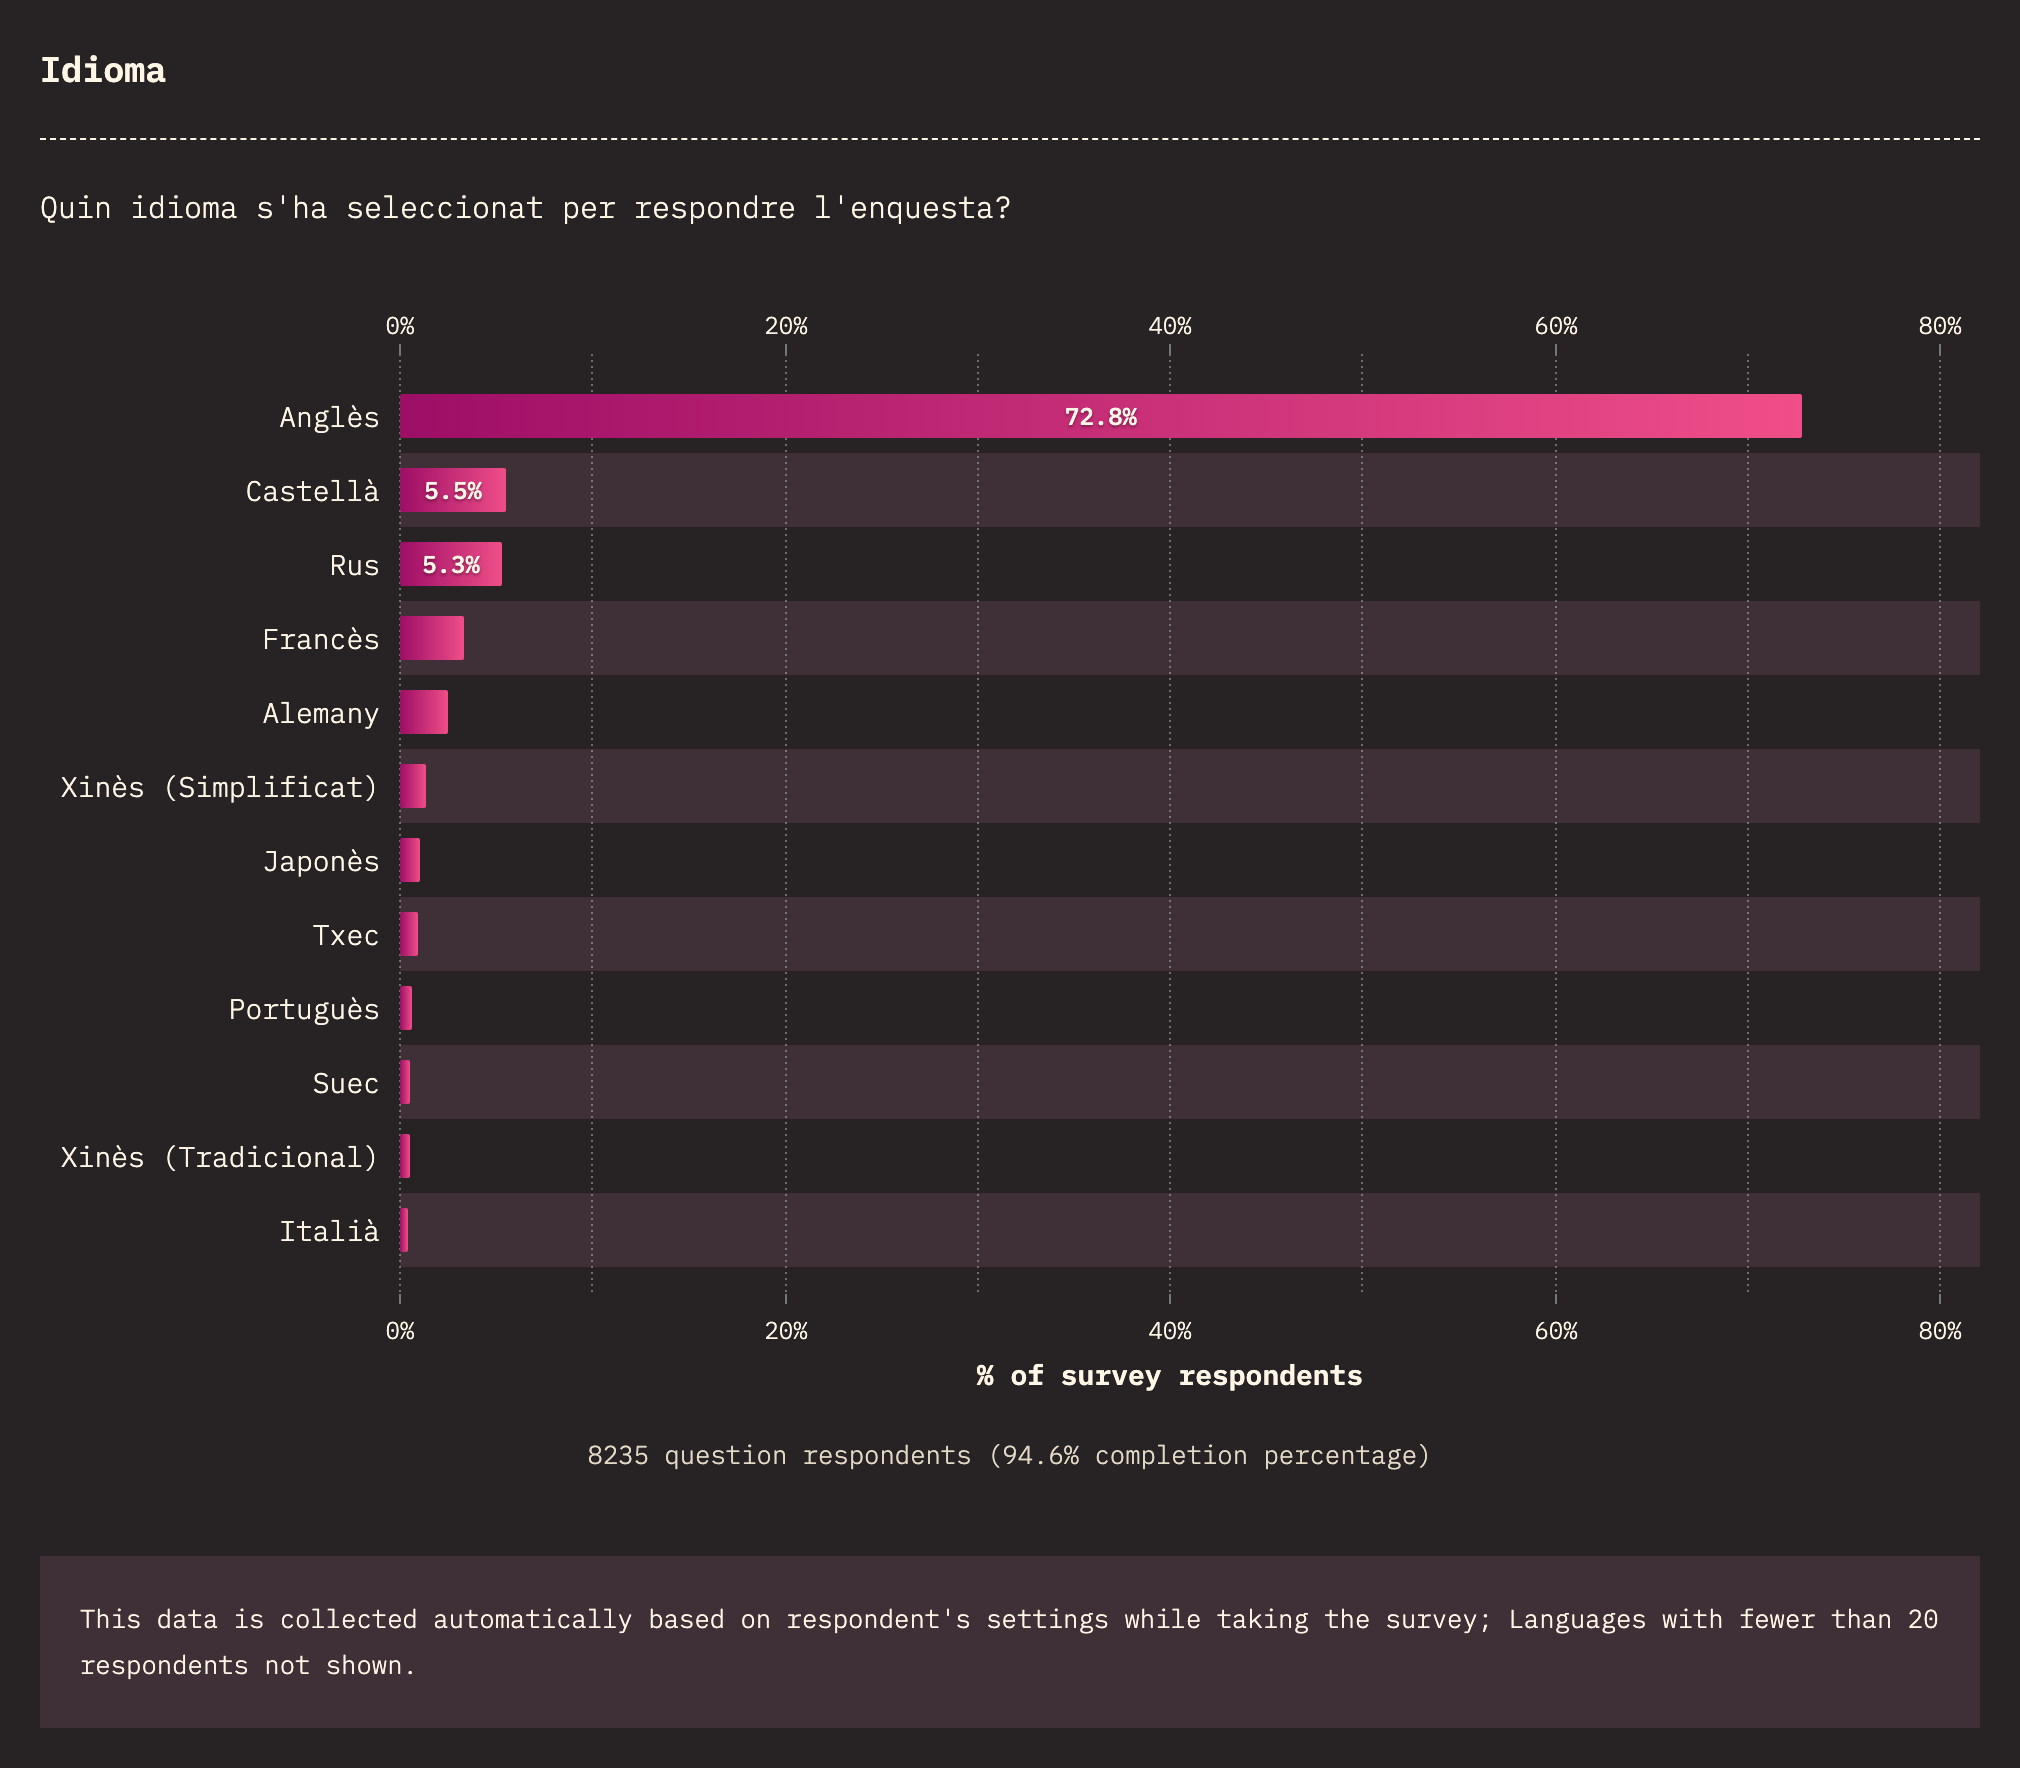 Idioma
Quin idioma s'ha seleccionat per respondre l'enquesta?
0% 20% 40% 60% 80%
Anglès 72.8%
Castellà 5.5%
Rus 5.3%
Francès
Alemany
Xinès (Simplificat)
Japonès
Txec
Portuguès
Suec
Xinès (Tradicional)
Italià
0% 20% 40% 60% 80%
% of survey respondents
8235 question respondents (94.6% completion percentage)
This data is collected automatically based on respondent's settings while taking the survey; Languages with fewer than 20
respondents not shown.